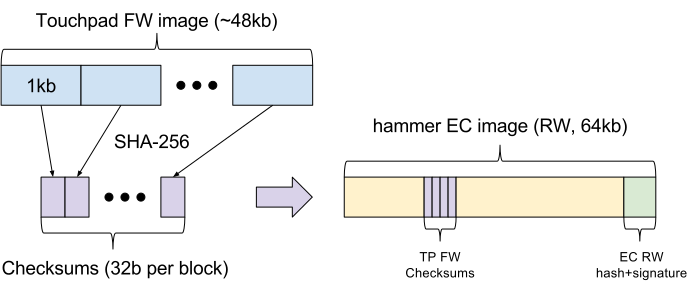 Touchpad FW image (~48kb)
1kb
SHA-256
Checksums (32b per block)
hammer EC image (RW, 64kb)
TP FW
Checksums
EC RW
hash+signature